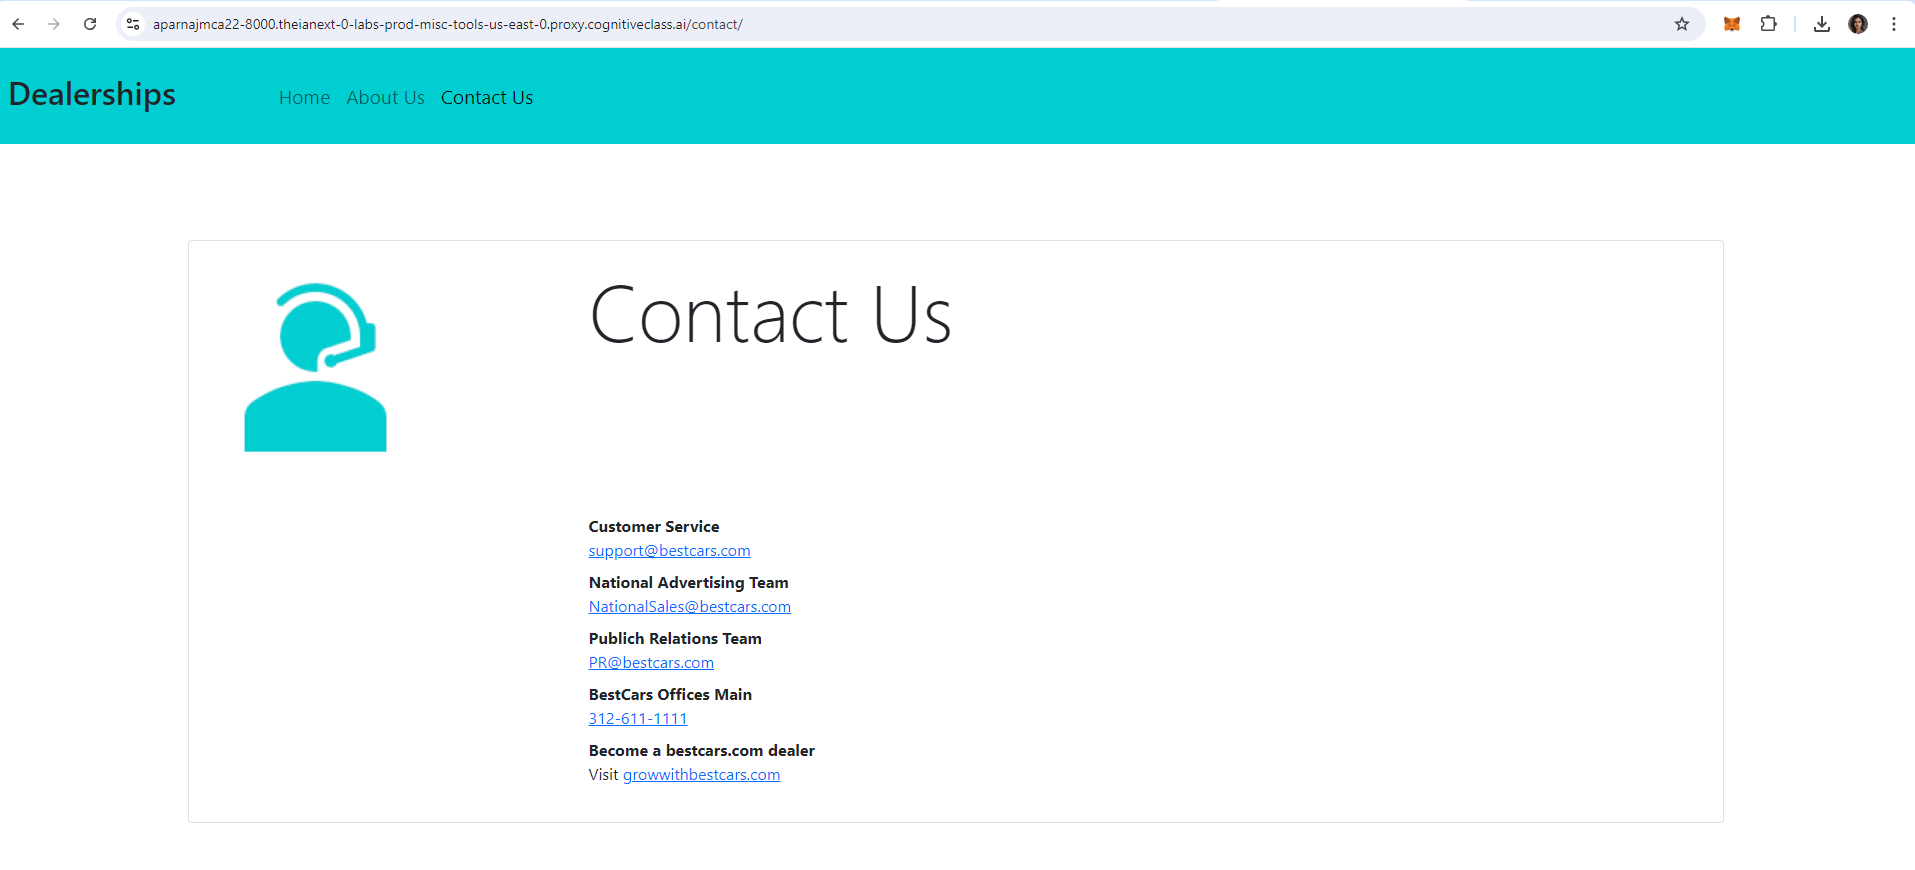 aparnajmca22-8000.theianext-0-labs-prod-misc-tools-us-east-0.proxy.cognitiveclass.ai/contact/
Dealerships
Home About Us Contact Us
Contact Us
Customer Service
support@bestcars.com
National Advertising Team
NationalSales@bestcars.com
Publich Relations Team
PR@bestcars.com
BestCars Offices Main
312-611-1111
Become a bestcars.com dealer
Visit growwithbestcars.com